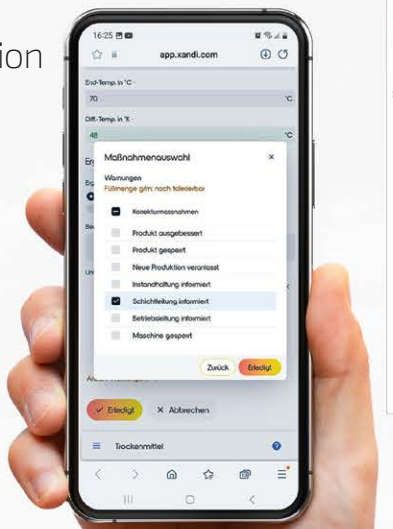 ion
16:25
app.xandi.com
End-Temp. in °C
70 °C
Diff.-Temp. in °K
48 °C
Maßnahmenauswahl ×
Warnungen
Füllmenge g/m: noch tolerierbar
Korrekturmassnahmen
Produkt ausgebessert
Produkt gesperrt
Neue Produktion veranlasst
Instandhaltung informiert
Schichtleitung informiert
Betriebsleitung informiert
Maschine gesperrt
Zurück Erledigt
Erledigt × Abbrechen
Trockenmittel ?